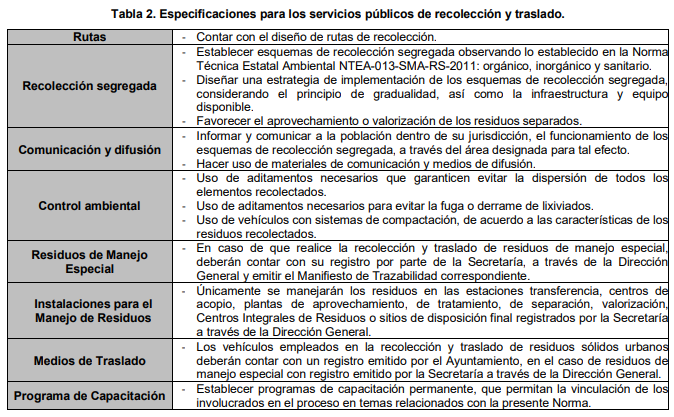 Tabla 2. Especificaciones para los servicios públicos de recolección y traslado.
Rutas
- Contar con el diseño de rutas de recolección.
Recolección segregada
- Establecer esquemas de recolección segregada observando lo establecido en la Norma
Técnica Estatal Ambiental NTEA-013-SMA-RS-2011: orgánico, inorgánico y sanitario.
- Diseñar una estrategia de implementación de los esquemas de recolección segregada,
considerando el principio de gradualidad, así como la infraestructura y equipo
disponible.
- Favorecer el aprovechamiento o valorización de los residuos separados.
Comunicación y difusión
- Informar y comunicar a la población dentro de su jurisdicción, el funcionamiento de los
esquemas de recolección segregada, a través del área designada para tal efecto.
- Hacer uso de materiales de comunicación y medios de difusión.
Control ambiental
- Uso de aditamentos necesarios que garanticen evitar la dispersión de todos los
elementos recolectados.
- Uso de aditamentos necesarios para evitar la fuga o derrame de lixiviados.
- Uso de vehículos con sistemas de compactación, de acuerdo a las características de los
residuos recolectados.
Residuos de Manejo
Especial
- En caso de que realice la recolección y traslado de residuos de manejo especial,
deberán contar con su registro por parte de la Secretaría, a través de la Dirección
General y emitir el Manifiesto de Trazabilidad correspondiente.
Instalaciones para el
Manejo de Residuos
- Únicamente se manejarán los residuos en las estaciones transferencia, centros de
acopio, plantas de aprovechamiento, de tratamiento, de separación, valorización,
Centros Integrales de Residuos o sitios de disposición final registrados por la Secretaría
a través de la Dirección General.
Medios de Traslado
- Los vehículos empleados en la recolección y traslado de residuos sólidos urbanos
deberán contar con un registro emitido por el Ayuntamiento, en el caso de residuos de
manejo especial con registro emitido por la Secretaría a través de la Dirección General.
Programa de Capacitación
- Establecer programas de capacitación permanente, que permitan la vinculación de los
involucrados en el proceso en temas relacionados con la presente Norma.